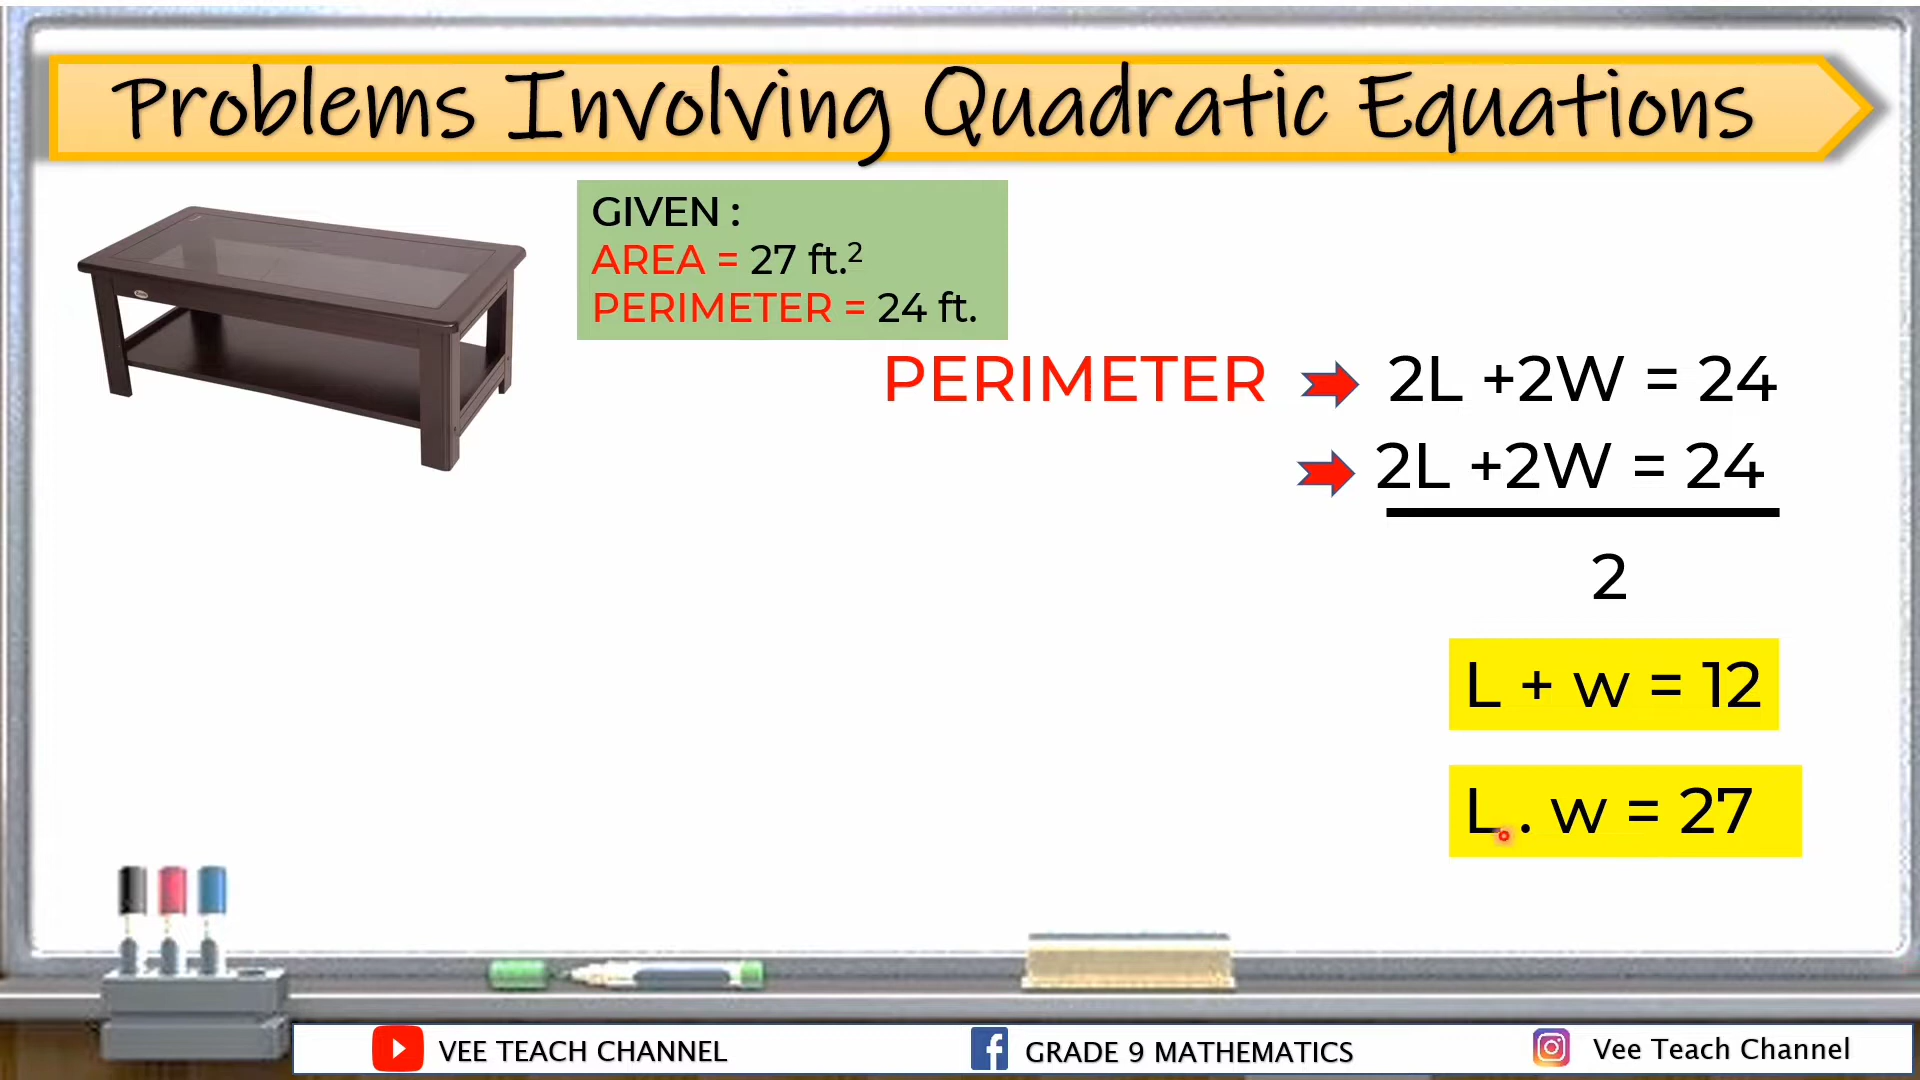 Problems Involving Quadratic Equations
GIVEN :
AREA = 27 ft.²
PERIMETER = 24 ft.
PERIMETER 2L +2W = 24
2L +2W = 24
2
L + w = 12
L . w = 27
VEE TEACH CHANNEL
GRADE 9 MATHEMATICS
Vee Teach Channel